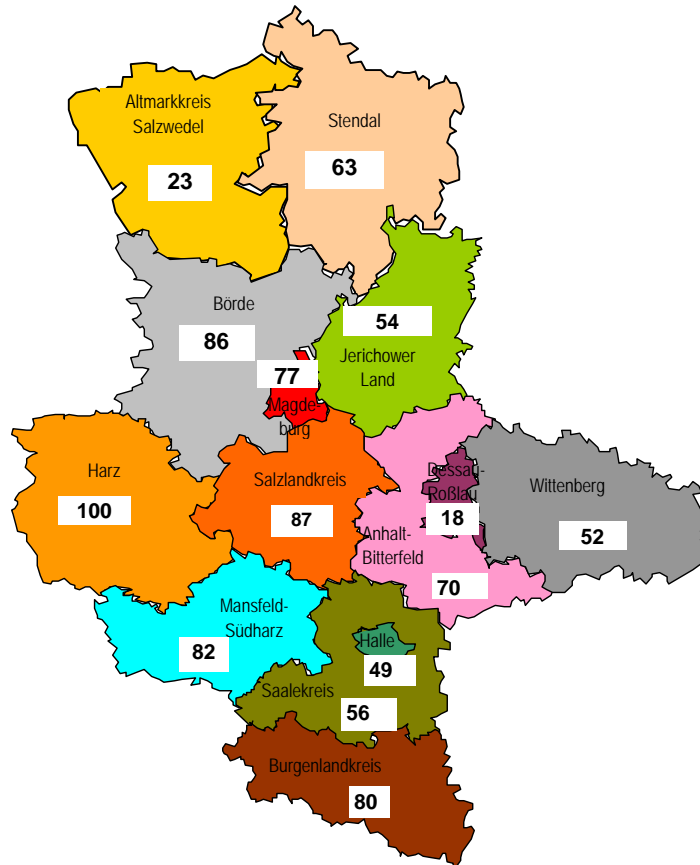 Altmarkkreis
Salzwedel
23
Stendal
63
Börde
86
54
Jerichower
Land
77
Magde-
burg
Harz
100
Salzlandkreis
87
Dessau-
Roßlau
18
Anhalt-
Bitterfeld
70
Wittenberg
52
Mansfeld-
Südharz
82
Halle
49
Saalekreis
56
Burgenlandkreis
80